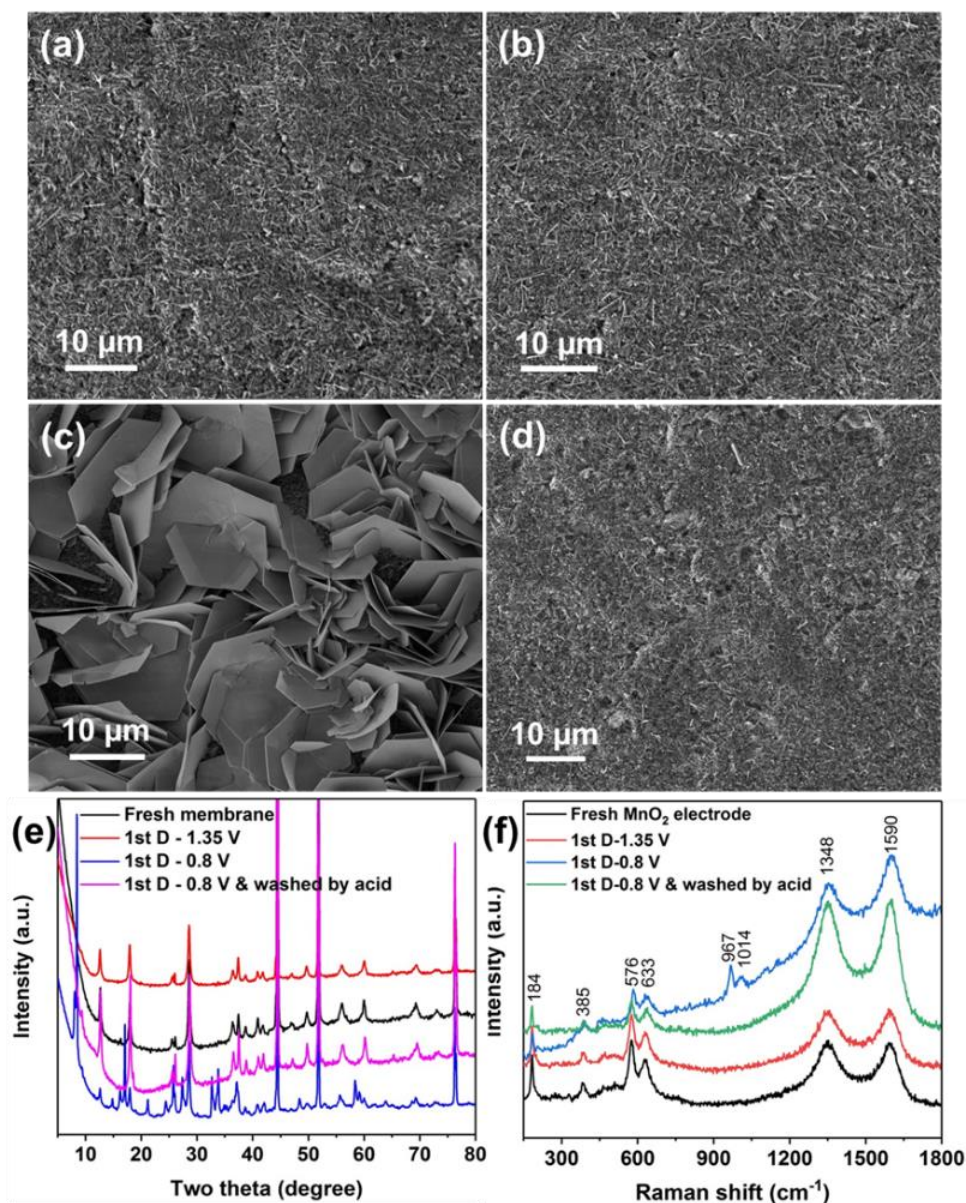 (a)
10 µm
(b)
10 µm
(c)
10 µm
(d)
10 µm
(e)
Fresh membrane
1st D - 1.35 V
1st D - 0.8 V
1st D - 0.8 V & washed by acid
Intensity (a.u.)
10 20 30 40 50 60 70 80
Two theta (degree)
(f)
Fresh MnO₂ electrode
1st D-1.35 V
1st D-0.8 V
1st D-0.8 V & washed by acid
184
385
576
633
967
1014
1348
1590
Intensity (a.u.)
300 600 900 1200 1500 1800
Raman shift (cm⁻¹)